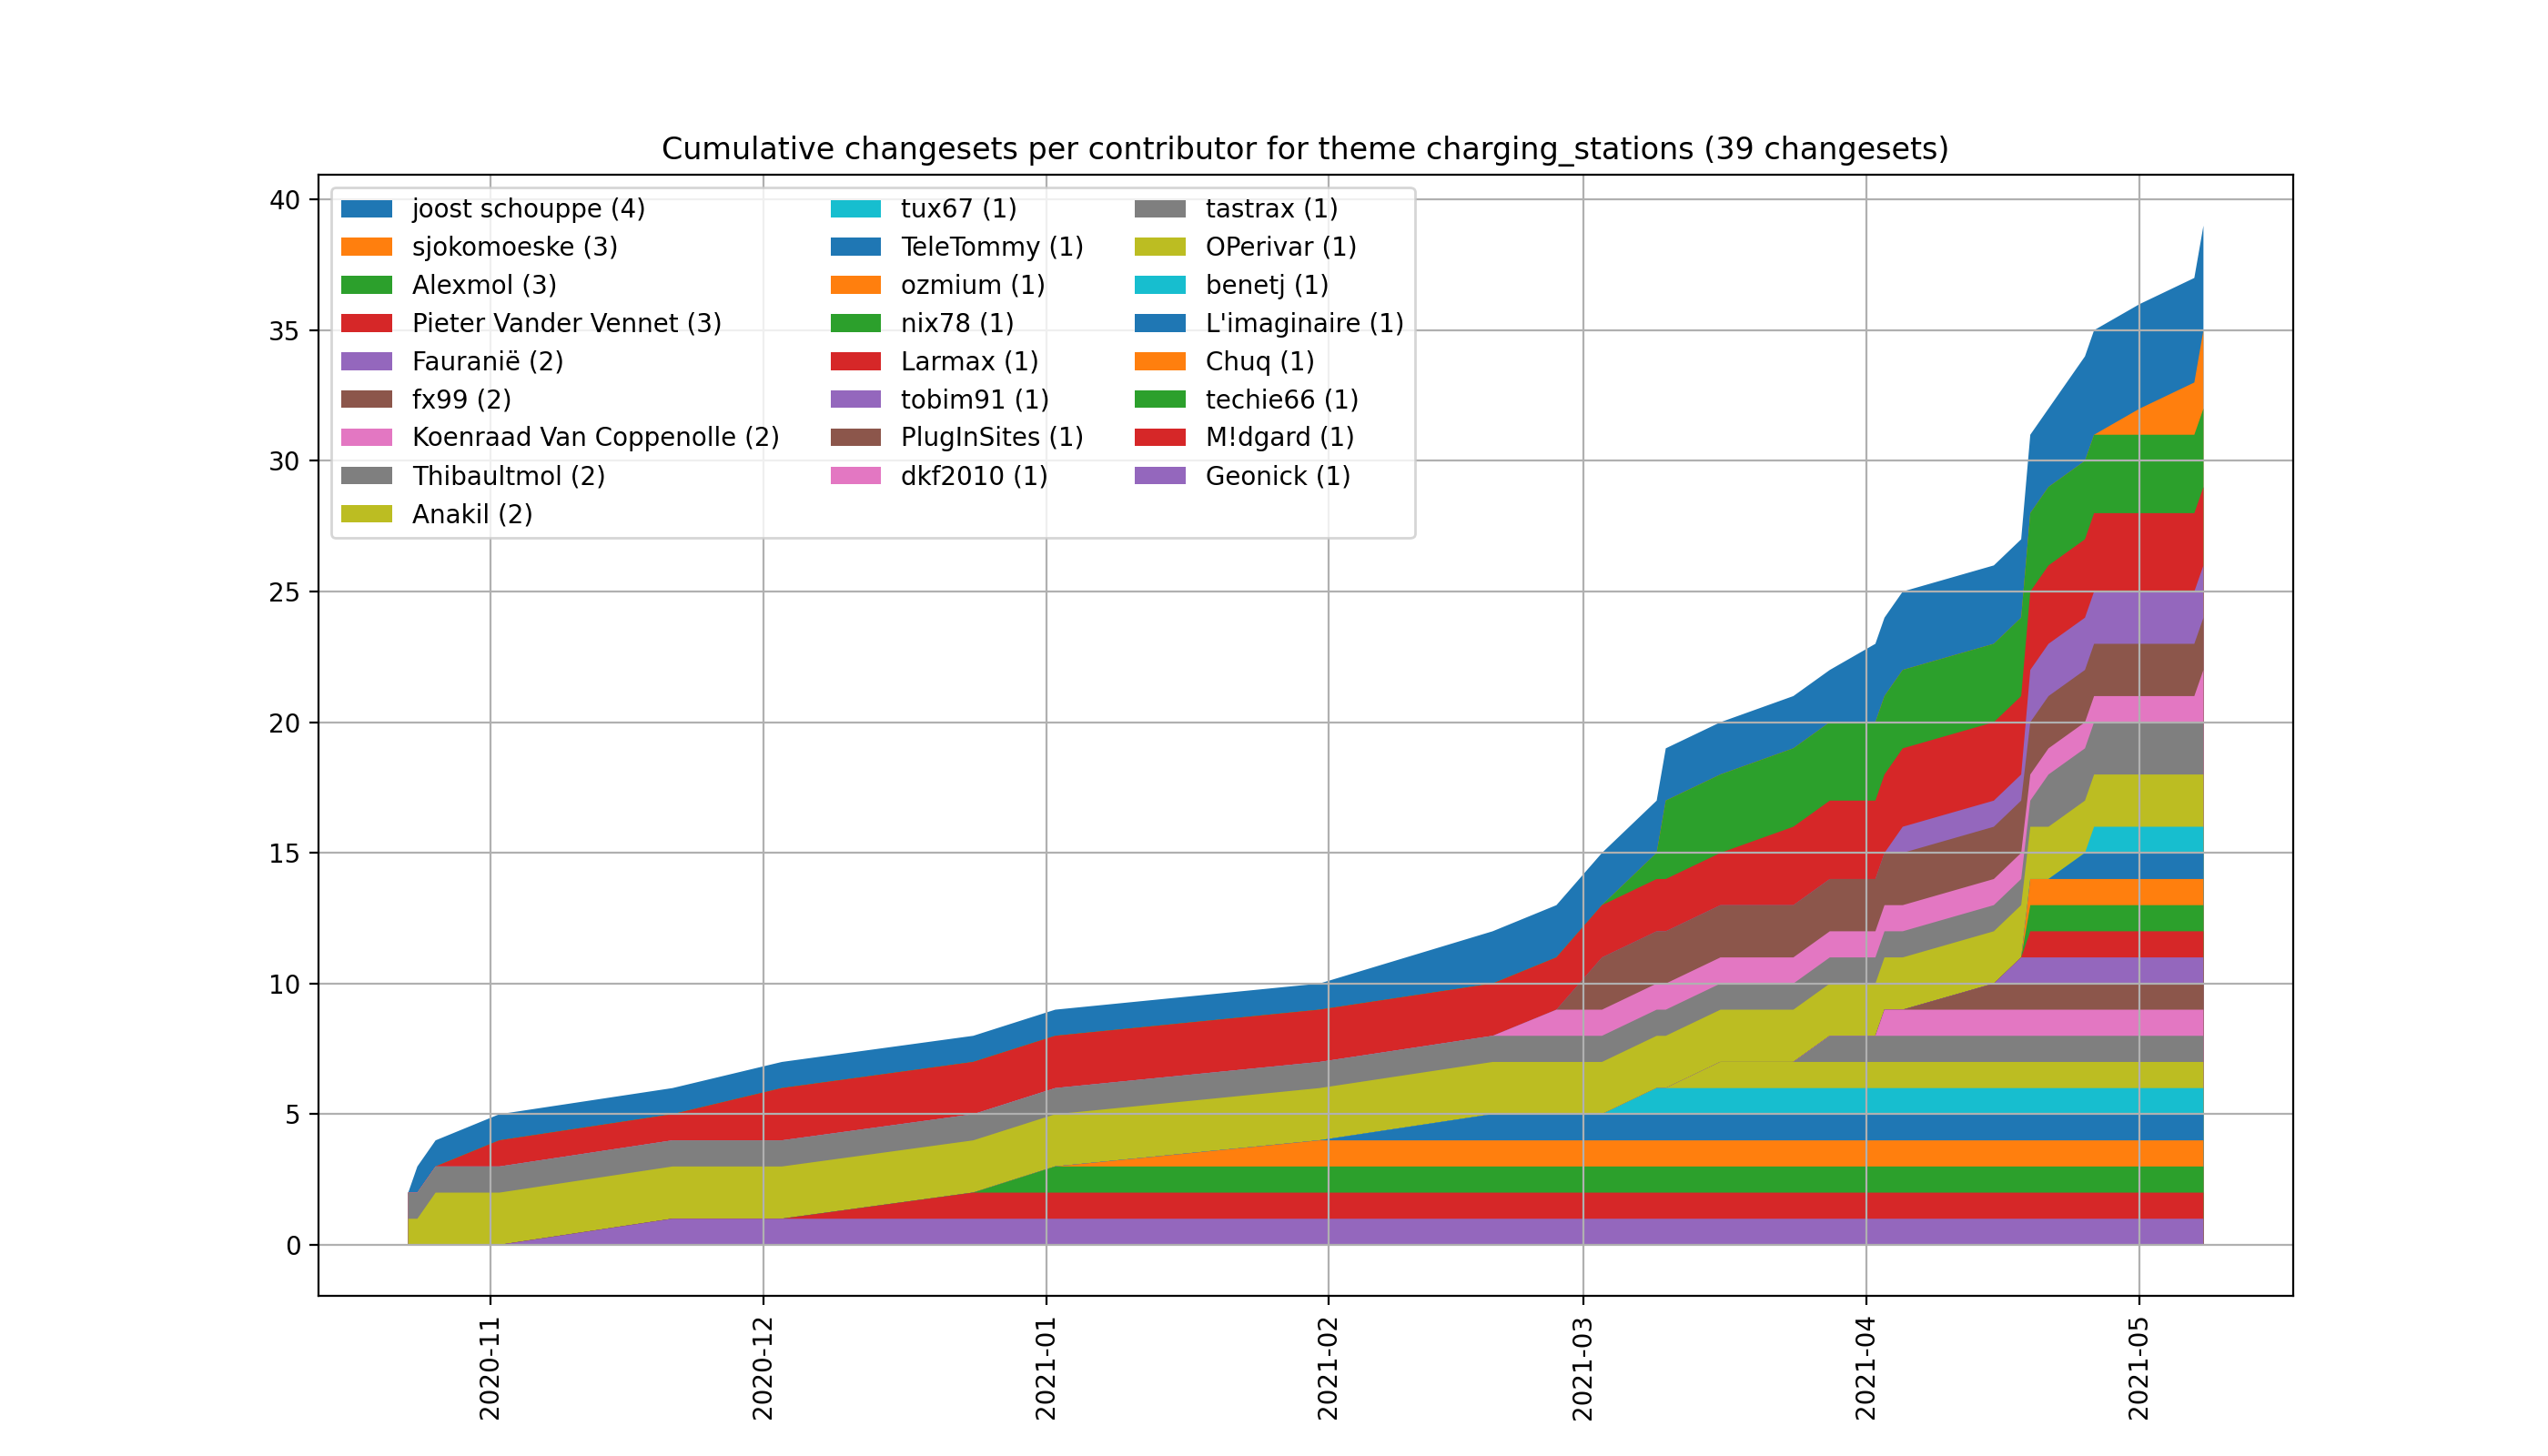 Cumulative changesets per contributor for theme charging_stations (39 changesets)
joost schouppe (4)
sjokomoeske (3)
Alexmol (3)
Pieter Vander Vennet (3)
Fauranië (2)
fx99 (2)
Koenraad Van Coppenolle (2)
Thibaultmol (2)
Anakil (2)
tux67 (1)
TeleTommy (1)
ozmium (1)
nix78 (1)
Larmax (1)
tobim91 (1)
PlugInSites (1)
dkf2010 (1)
tastrax (1)
OPerivar (1)
benetj (1)
L'imaginaire (1)
Chuq (1)
techie66 (1)
M!dgard (1)
Geonick (1)
40
35
30
25
20
15
10
5
0
2020-11
2020-12
2021-01
2021-02
2021-03
2021-04
2021-05